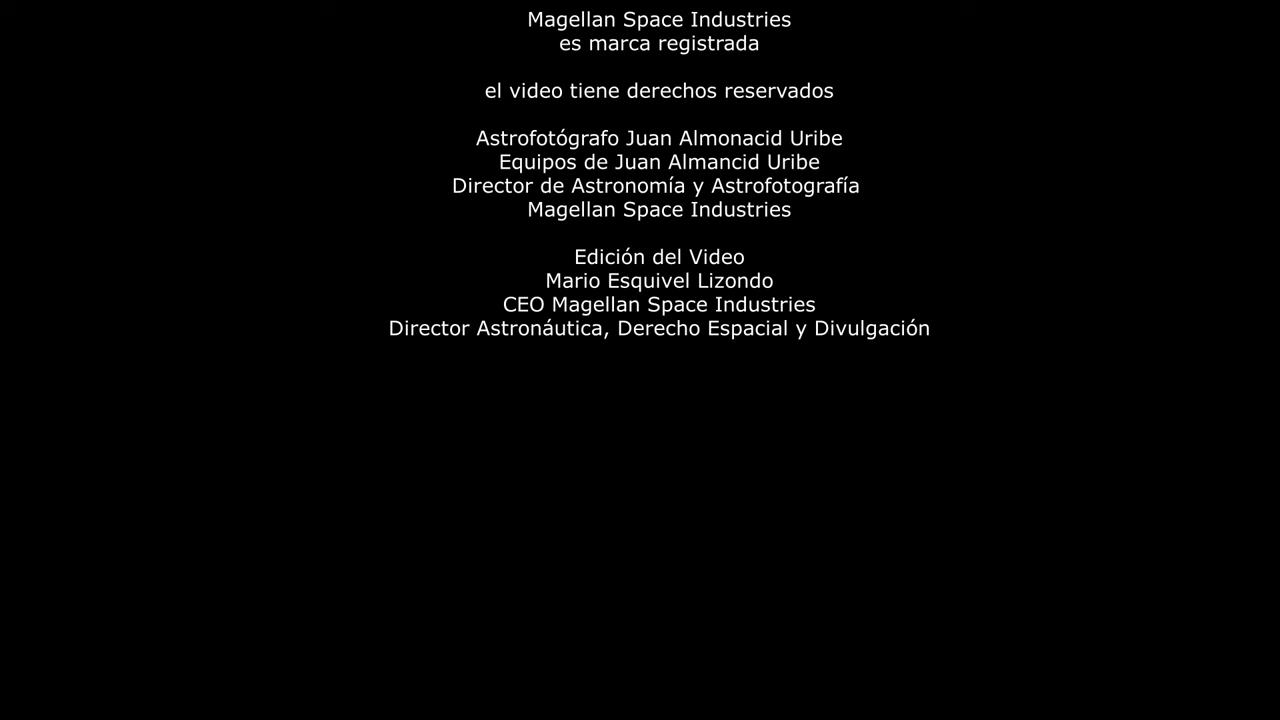 Magellan Space Industries
es marca registrada
el video tiene derechos reservados
Astrofotógrafo Juan Almonacid Uribe
Equipos de Juan Almancid Uribe
Director de Astronomía y Astrofotografía
Magellan Space Industries
Edición del Video
Mario Esquivel Lizondo
CEO Magellan Space Industries
Director Astronáutica, Derecho Espacial y Divulgación